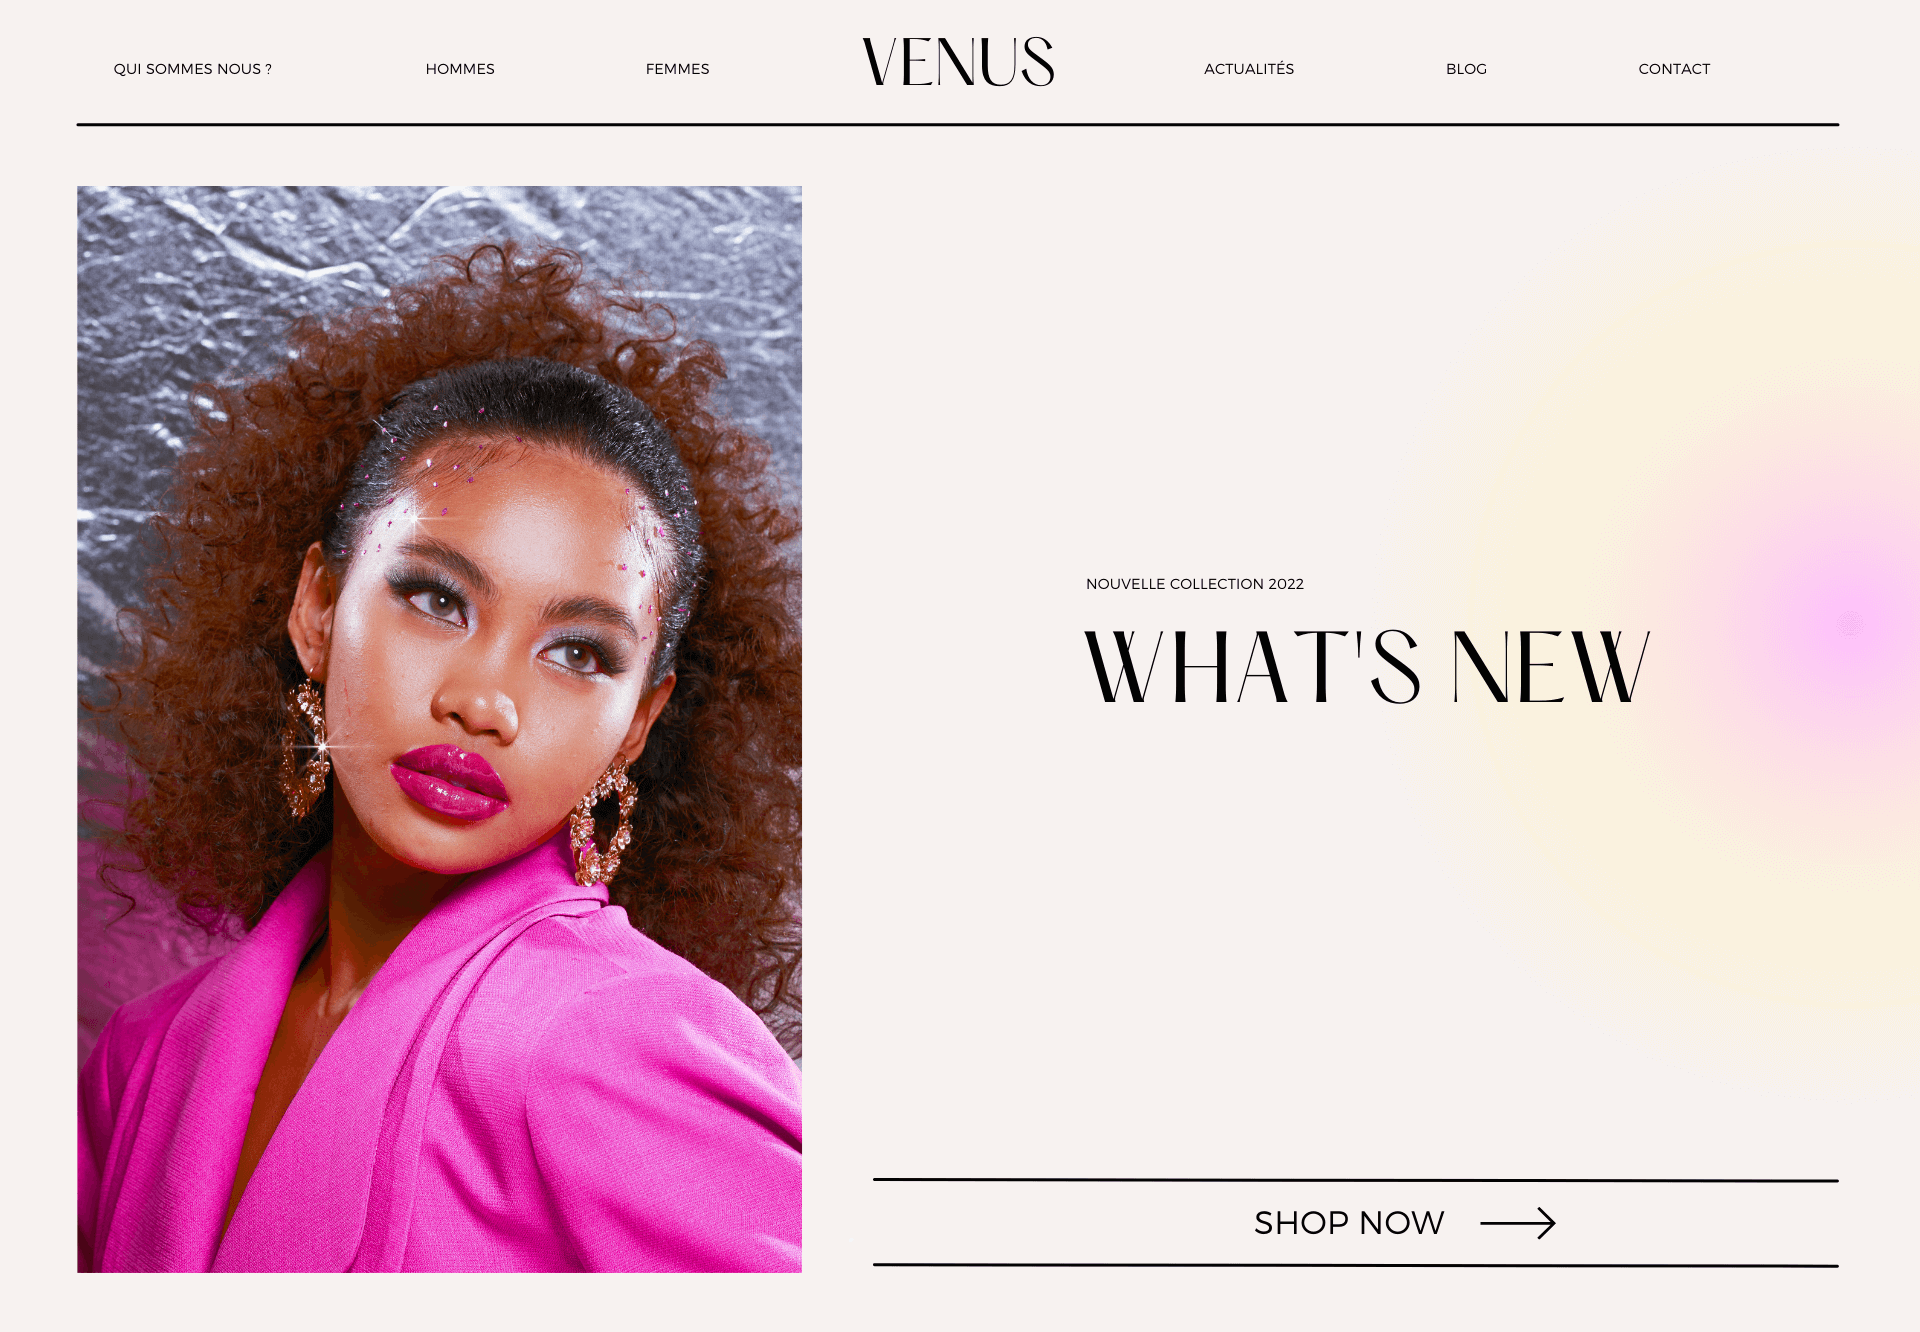 QUI SOMMES NOUS ? HOMMES FEMMES VENUS ACTUALITÉS BLOG CONTACT
NOUVELLE COLLECTION 2022
WHAT'S NEW
SHOP NOW